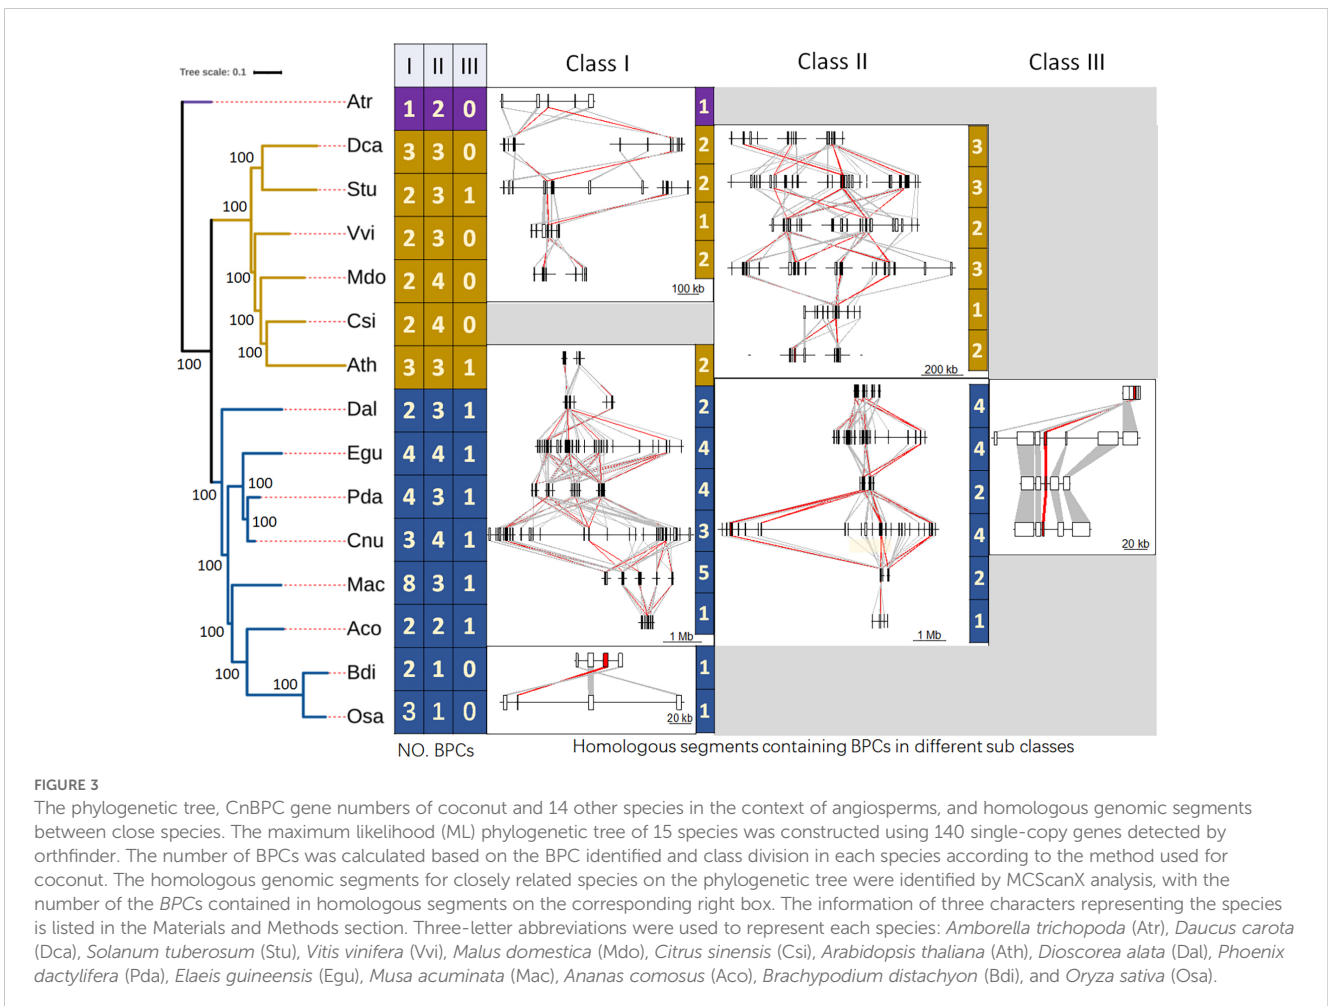 I II III
Class I
Class II
Class III
Tree scale: 0.1
Atr 1 2 0
Dca 3 3 0
Stu 2 3 1
Vvi 2 3 0
Mdo 2 4 0
Csi 2 4 0
Ath 3 3 1
Dal 2 3 1
Egu 4 4 1
Pda 4 3 1
Cnu 3 4 1
Mac 8 3 1
Aco 2 2 1
Bdi 2 1 0
Osa 3 1 0
100
100
100
100
100
100
100
100
100
100
100
100
100
1
2
2
1
2
100 kb
2
2
4
4
3
5
1
1 Mb
1
1
20 kb
3
3
2
3
1
2
200 kb
4
4
2
4
2
1
1 Mb
20 kb
NO. BPCs
Homologous segments containing BPCs in different sub classes
FIGURE 3
The phylogenetic tree, CnBPC gene numbers of coconut and 14 other species in the context of angiosperms, and homologous genomic segments
between close species. The maximum likelihood (ML) phylogenetic tree of 15 species was constructed using 140 single-copy genes detected by
orthfinder. The number of BPCs was calculated based on the BPC identified and class division in each species according to the method used for
coconut. The homologous genomic segments for closely related species on the phylogenetic tree were identified by MCScanX analysis, with the
number of the BPCs contained in homologous segments on the corresponding right box. The information of three characters representing the species
is listed in the Materials and Methods section. Three-letter abbreviations were used to represent each species: Amborella trichopoda (Atr), Daucus carota
(Dca), Solanum tuberosum (Stu), Vitis vinifera (Vvi), Malus domestica (Mdo), Citrus sinensis (Csi), Arabidopsis thaliana (Ath), Dioscorea alata (Dal), Phoenix
dactylifera (Pda), Elaeis guineensis (Egu), Musa acuminata (Mac), Ananas comosus (Aco), Brachypodium distachyon (Bdi), and Oryza sativa (Osa).